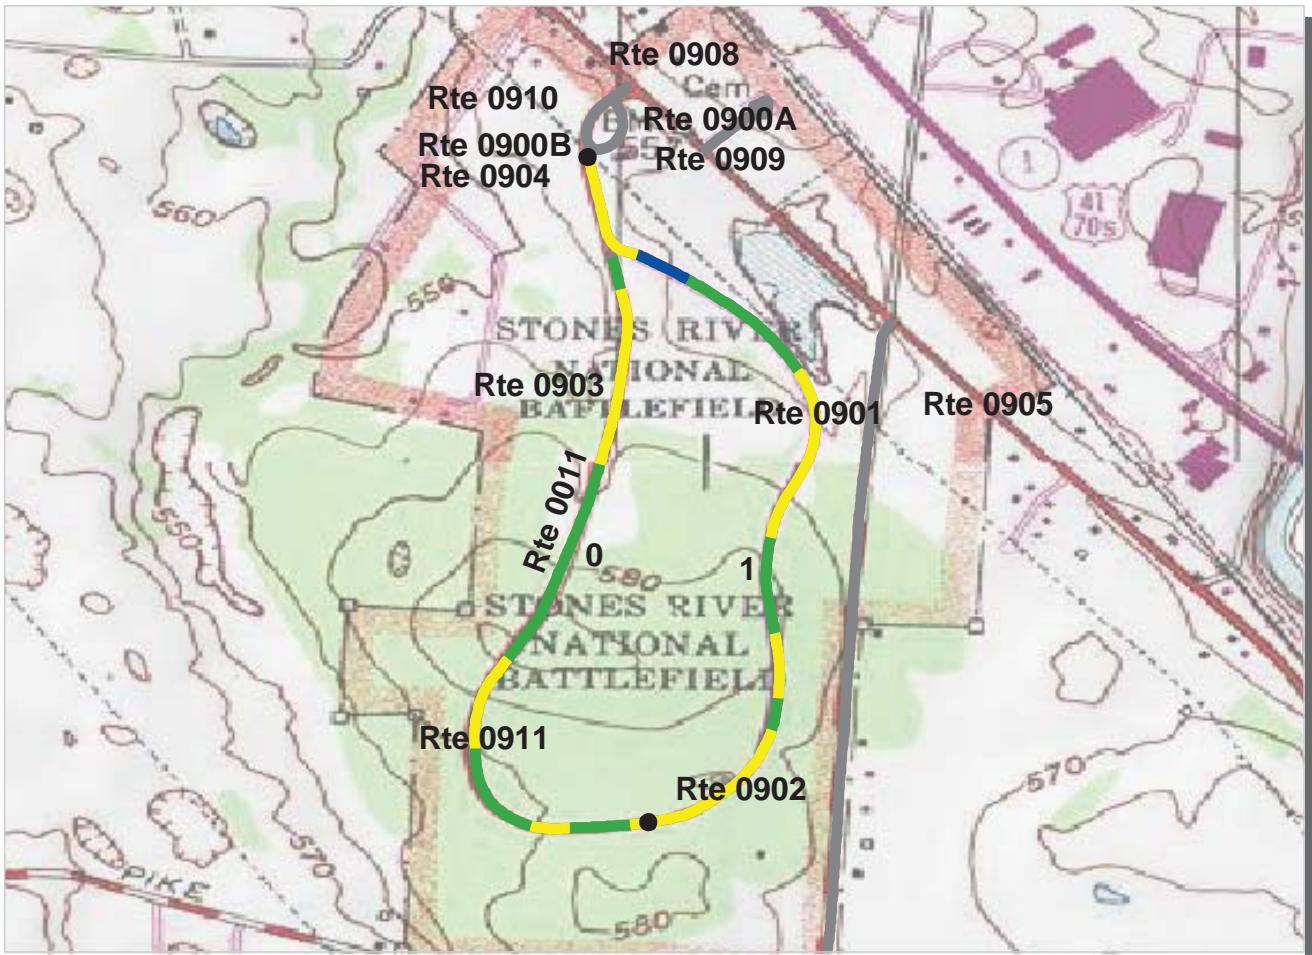 Rte 0908
Cem
Rte 0910
Rte 0900A
Rte 0900B
Rte 0909
Rte 0904
1
41
70S
560
550
STONES RIVER
NATIONAL
BATTLEFIELD
Rte 0903
Rte 0901
Rte 0905
Rte 0011
550
0
1
580
STONES RIVER
NATIONAL
BATTLEFIELD
Rte 0911
Rte 0902
570
570
PIKE
580